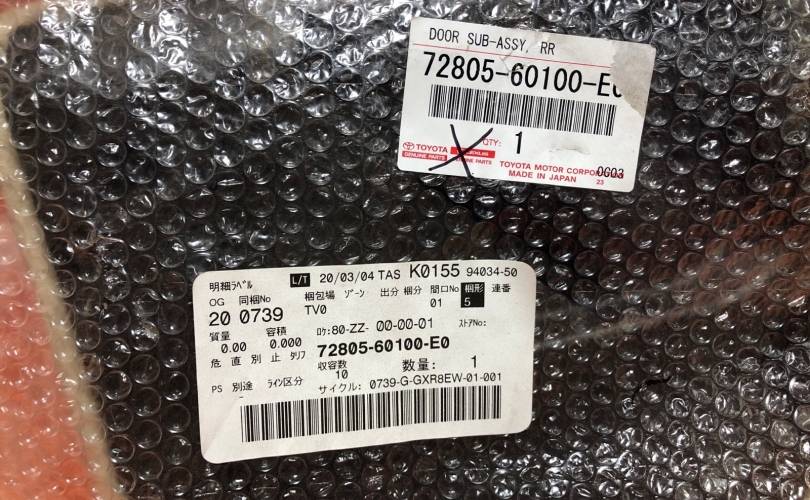 DOOR SUB-ASSY, RR
72805-60100-E0
QTY: 1
TOYOTA
GENUINE PARTS
TOYOTA MOTOR CORPORATION
MADE IN JAPAN
0003
23
明細ラベル L/T 20/03/04 TAS K0155 94034-50
OG 同梱No 梱包場 ゾーン 出分 梱分 間口No 梱形 連番
20 0739 TV0 01 5
質量 容積 ロケ:80-ZZ- 00-00-01 ストアNo:
0.00 0.000 72805-60100-E0
危 直 別 止 タリフ 収容数 数量: 1
10
PS 別途 ライン区分 サイクル: 0739-G-GXR8EW-01-001
-